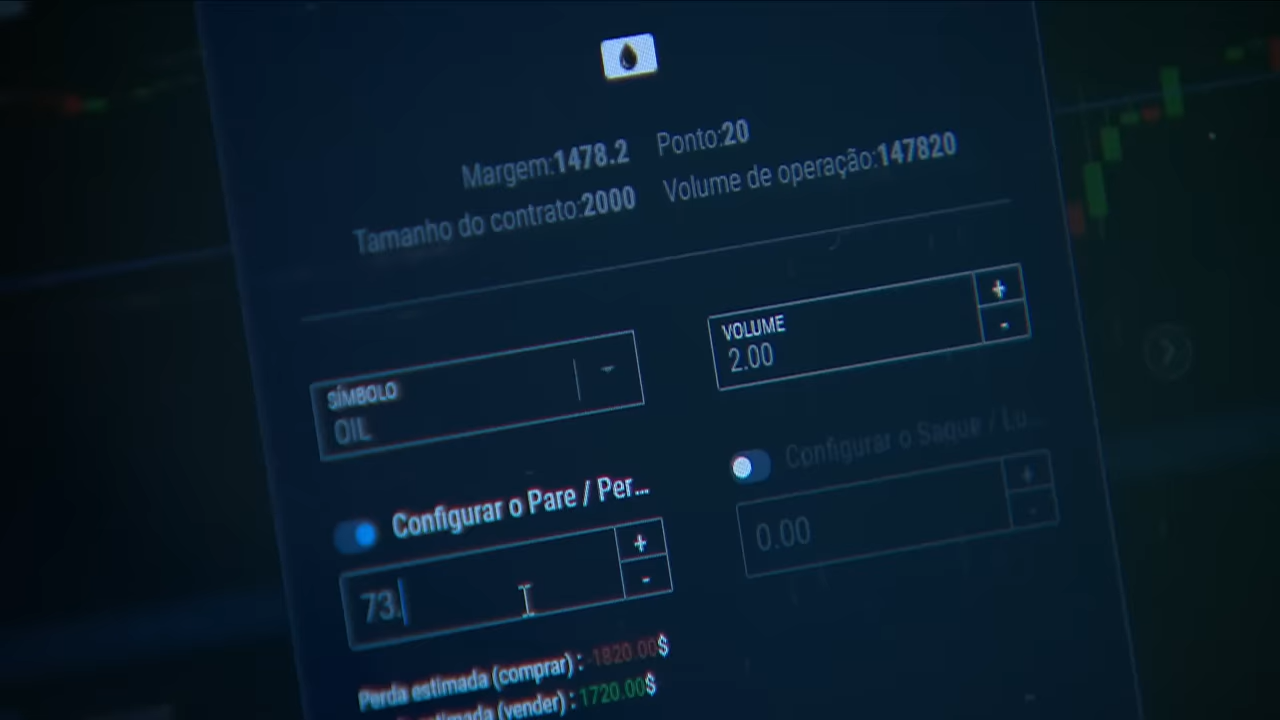 Margem:1478.2 Ponto:20
Tamanho do contrato:2000 Volume de operação:147820
SÍMBOLO
OIL
VOLUME
2.00
Configurar o Pare / Per...
73.
Configurar o Saque / Lu...
0.00
Perda estimada (comprar) : -1820.00$
estimada (vender) : 1720.00$